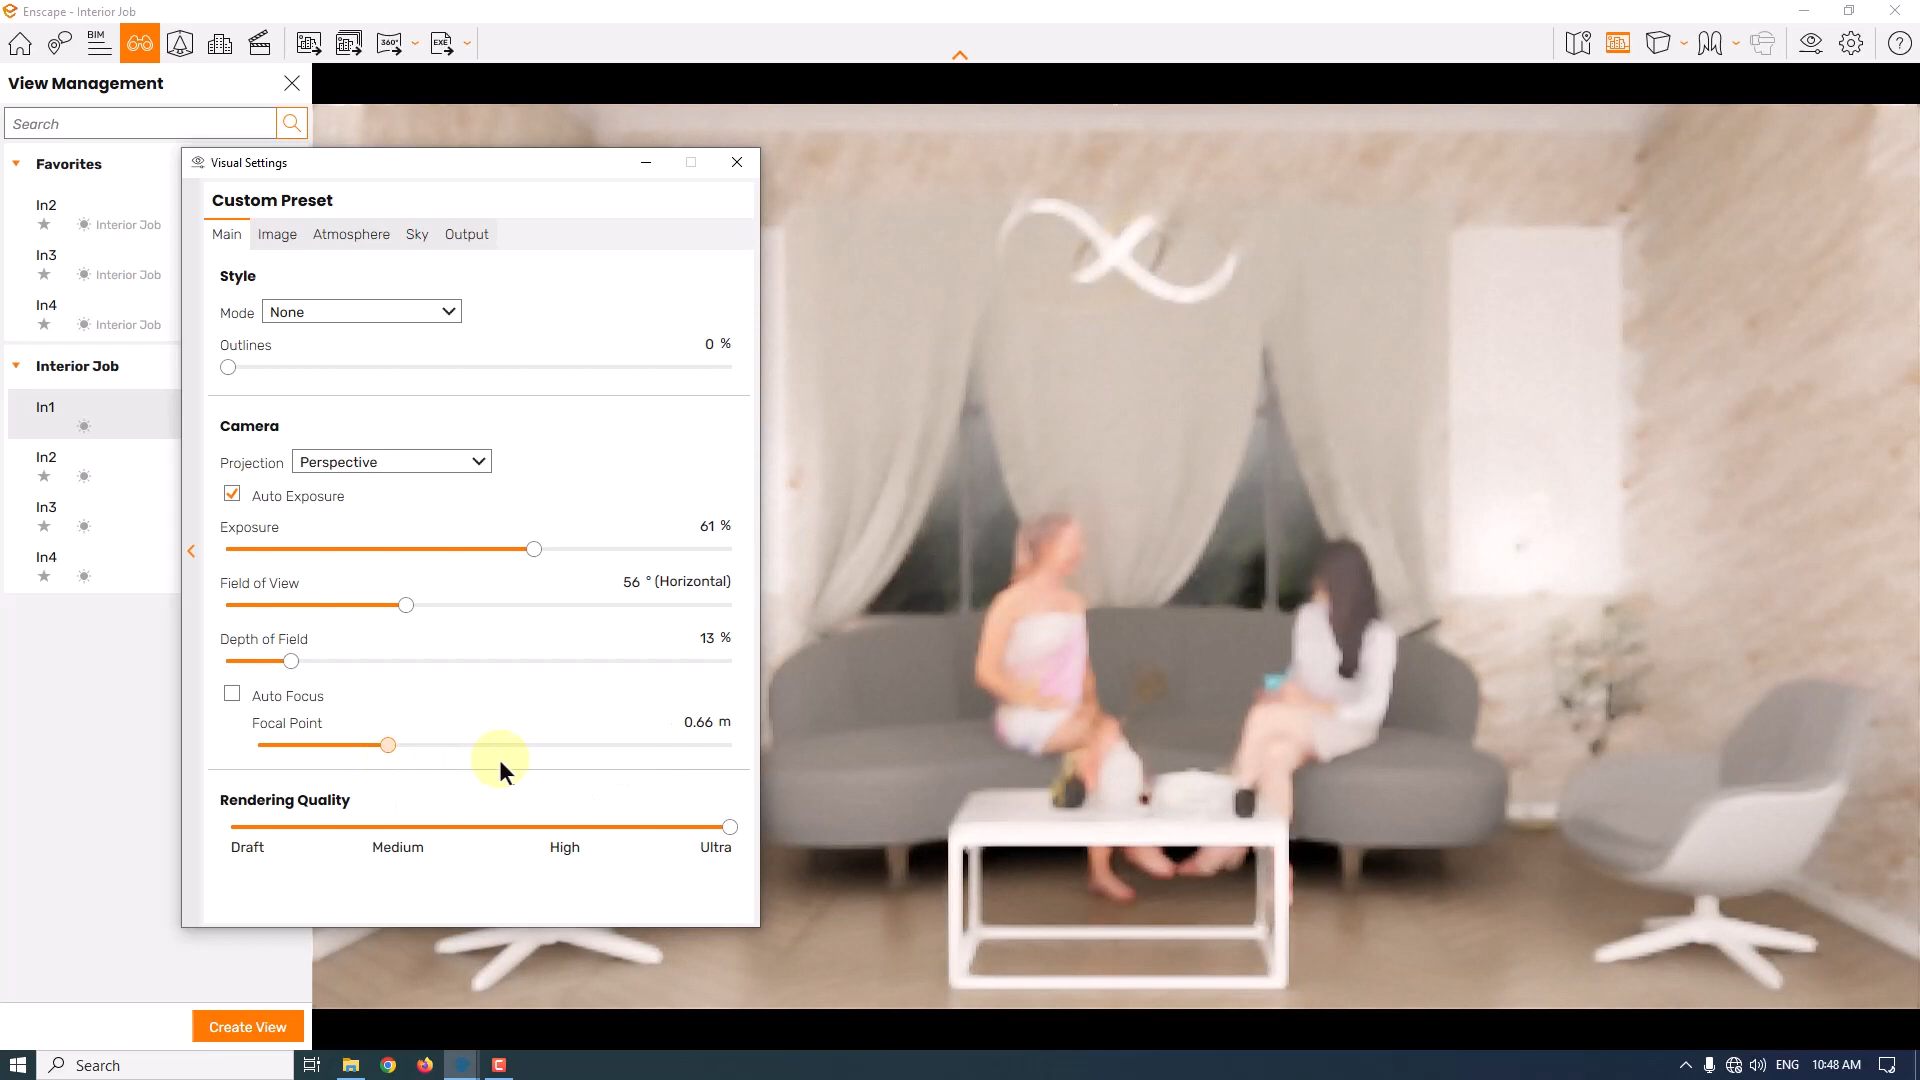 Enscape - Interior Job
BIM
360°
EXE
View Management
Search
Favorites
In2
Interior Job
In3
Interior Job
In4
Interior Job
Interior Job
In1
In2
In3
In4
Create View
Visual Settings
Custom Preset
Main Image Atmosphere Sky Output
Style
Mode None
Outlines 0 %
Camera
Projection Perspective
Auto Exposure
Exposure 61 %
Field of View 56 ° (Horizontal)
Depth of Field 13 %
Auto Focus
Focal Point 0.66 m
Rendering Quality
Draft Medium High Ultra
Search
ENG 10:48 AM